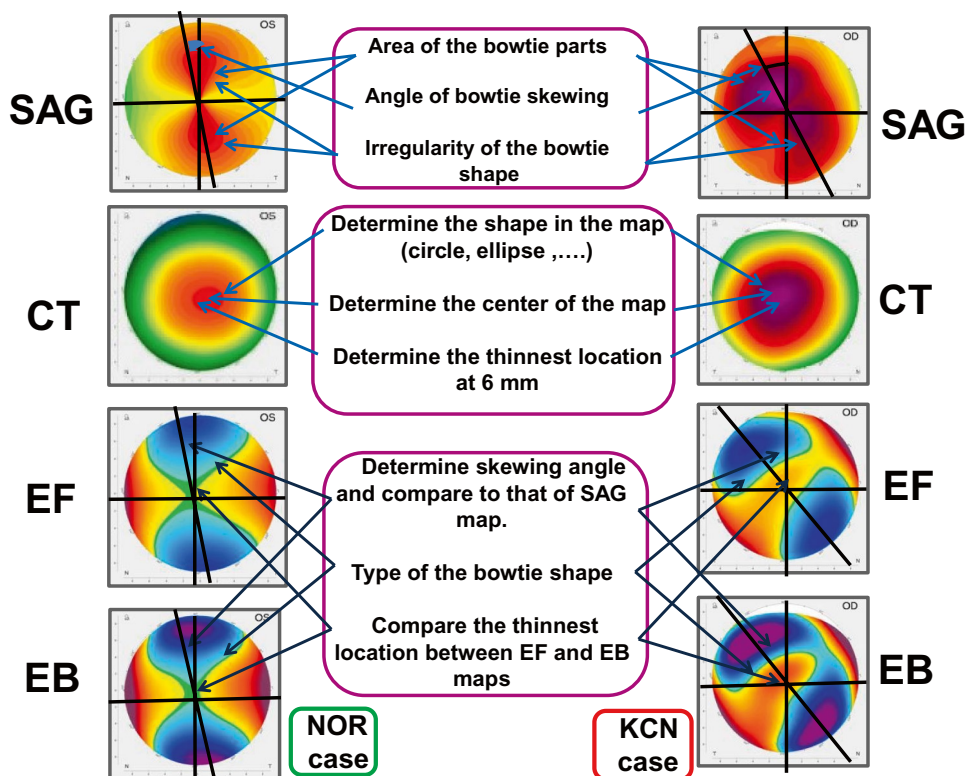 OS
OD
SAG
Area of the bowtie parts
Angle of bowtie skewing
Irregularity of the bowtie
shape
SAG
N
T
T
N
OS
OD
CT
Determine the shape in the map
(circle, ellipse ,....)
Determine the center of the map
Determine the thinnest location
at 6 mm
CT
N
T
T
N
OS
OD
EF
Determine skewing angle
and compare to that of SAG
map.
Type of the bowtie shape
Compare the thinnest
location between EF and EB
maps
EF
N
T
T
N
OS
OD
EB
EB
N
T
T
N
NOR
case
KCN
case